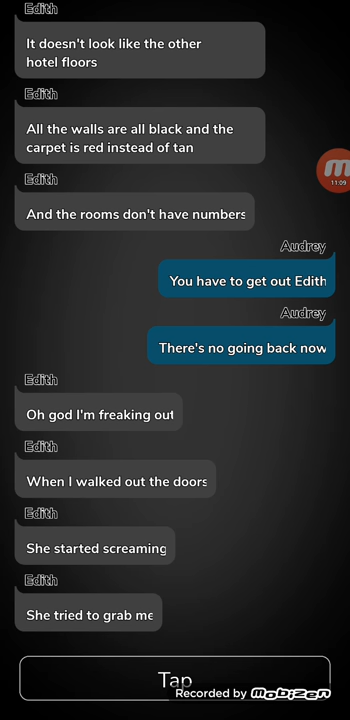 Edith
It doesn't look like the other
hotel floors
Edith
All the walls are all black and the
carpet is red instead of tan
Edith
And the rooms don't have numbers
Audrey
You have to get out Edith
Audrey
There's no going back now
Edith
Oh god I'm freaking out
Edith
When I walked out the doors
Edith
She started screaming
Edith
She tried to grab me
Tap
Recorded by mobizen
11:09